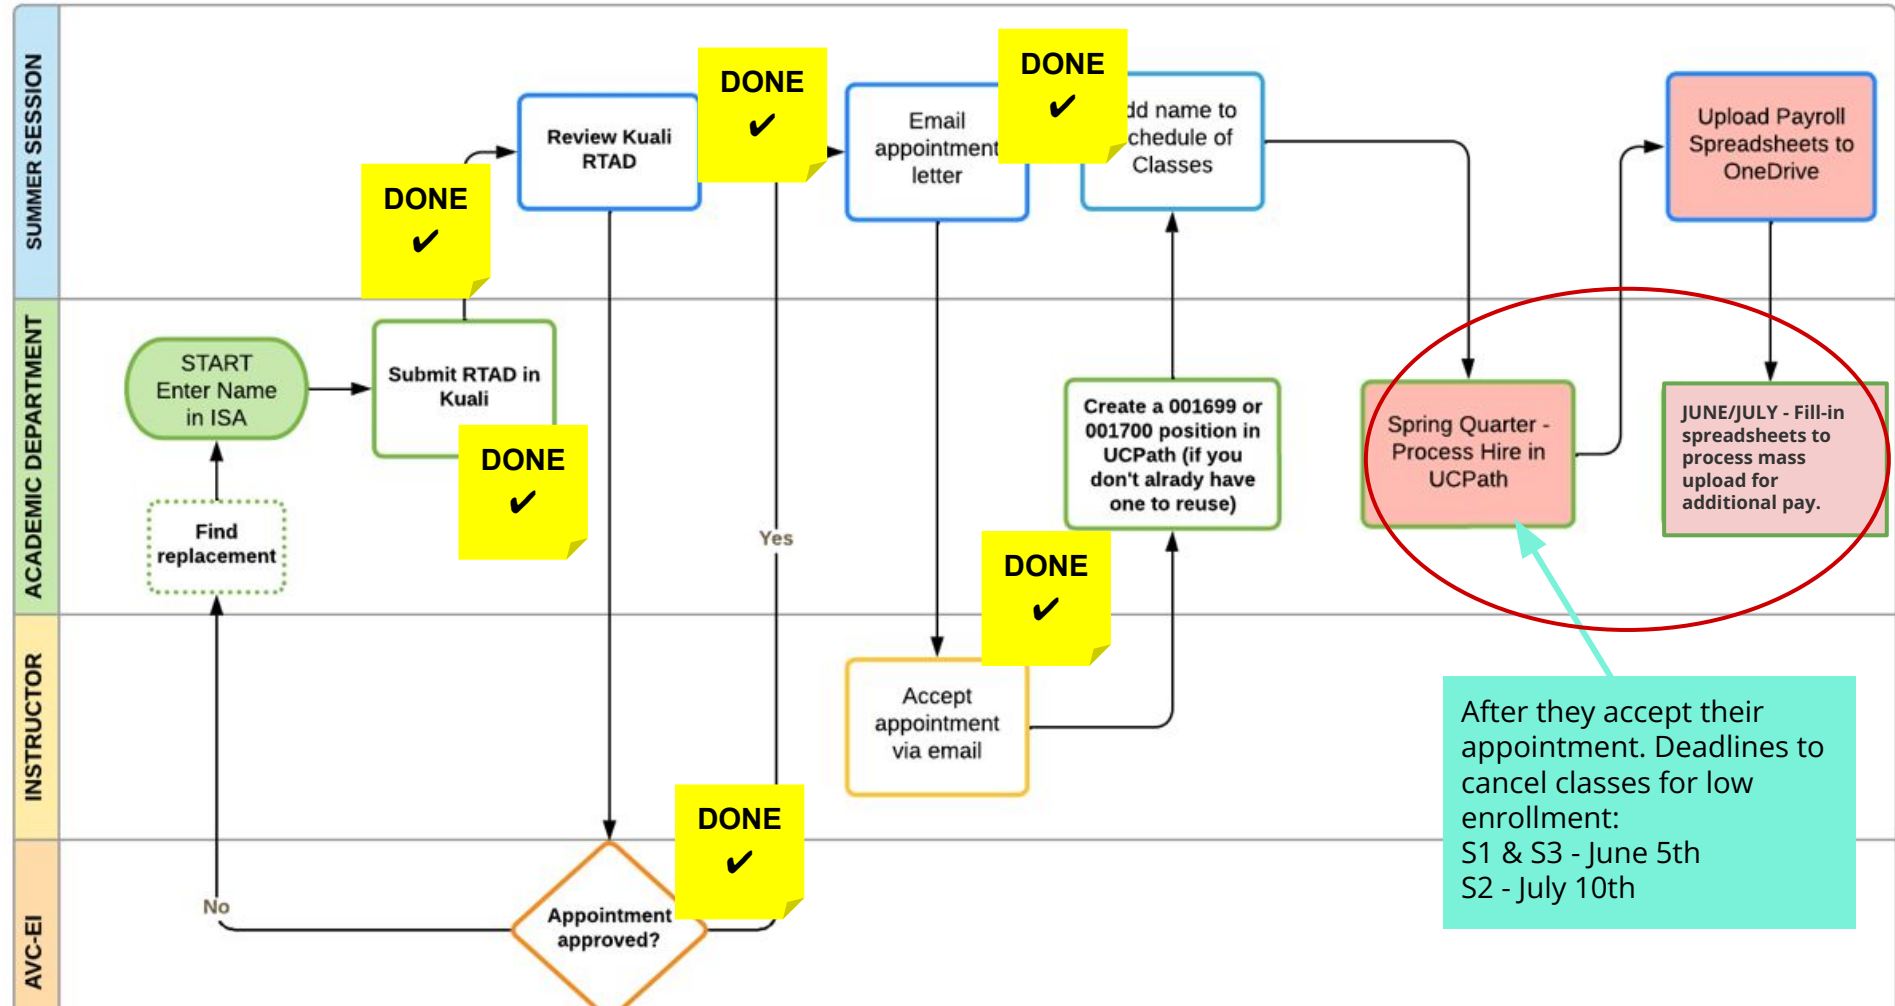 SUMMER SESSION
DONE
✔
Review Kuali
RTAD
DONE
✔
Email
appointment
letter
DONE
✔
dd name to
chedule of
Classes
Upload Payroll
Spreadsheets to
OneDrive
ACADEMIC DEPARTMENT
START
Enter Name
in ISA
Submit RTAD in
Kuali
DONE
✔
Find
replacement
Yes
Create a 001699 or
001700 position in
UCPath (if you
don't alrady have
one to reuse)
Spring Quarter -
Process Hire in
UCPath
JUNE/JULY - Fill-in
spreadsheets to
process mass
upload for
additional pay.
INSTRUCTOR
DONE
✔
Accept
appointment
via email
After they accept their
appointment. Deadlines to
cancel classes for low
enrollment:
S1 & S3 - June 5th
S2 - July 10th
AVC-EI
No
Appointment
approved?
DONE
✔